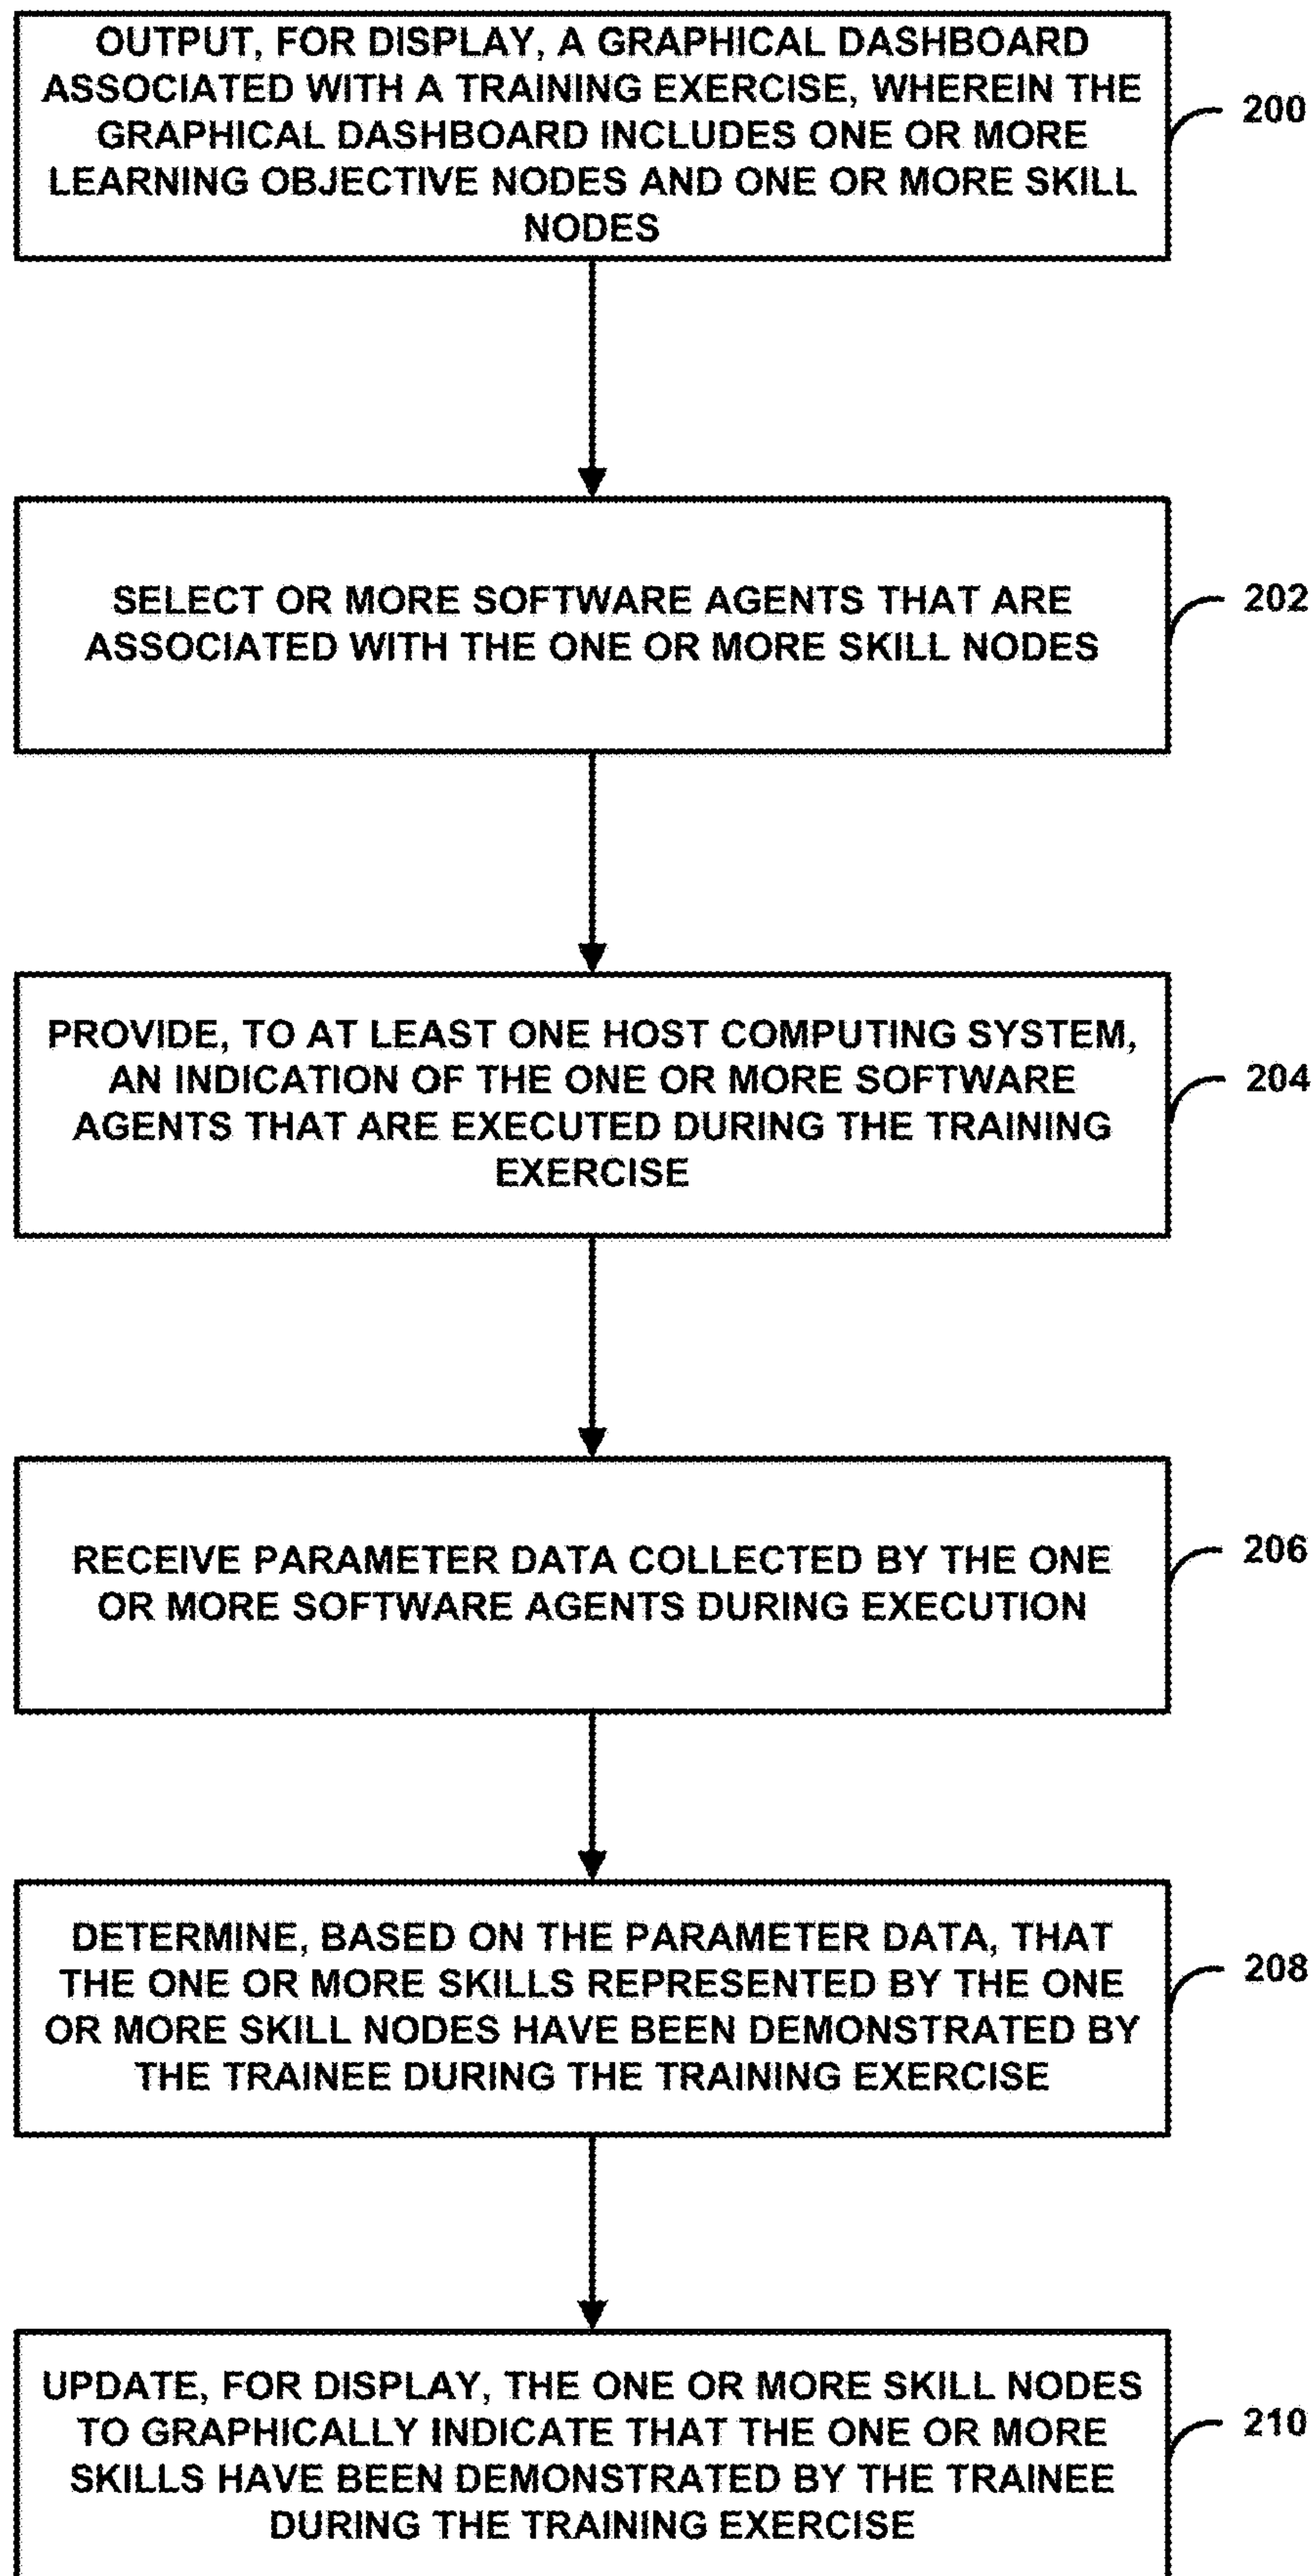 OUTPUT, FOR DISPLAY, A GRAPHICAL DASHBOARD
ASSOCIATED WITH A TRAINING EXERCISE, WHEREIN THE
GRAPHICAL DASHBOARD INCLUDES ONE OR MORE
LEARNING OBJECTIVE NODES AND ONE OR MORE SKILL
NODES
200
SELECT OR MORE SOFTWARE AGENTS THAT ARE
ASSOCIATED WITH THE ONE OR MORE SKILL NODES
202
PROVIDE, TO AT LEAST ONE HOST COMPUTING SYSTEM,
AN INDICATION OF THE ONE OR MORE SOFTWARE
AGENTS THAT ARE EXECUTED DURING THE TRAINING
EXERCISE
204
RECEIVE PARAMETER DATA COLLECTED BY THE ONE
OR MORE SOFTWARE AGENTS DURING EXECUTION
206
DETERMINE, BASED ON THE PARAMETER DATA, THAT
THE ONE OR MORE SKILLS REPRESENTED BY THE ONE
OR MORE SKILL NODES HAVE BEEN DEMONSTRATED BY
THE TRAINEE DURING THE TRAINING EXERCISE
208
UPDATE, FOR DISPLAY, THE ONE OR MORE SKILL NODES
TO GRAPHICALLY INDICATE THAT THE ONE OR MORE
SKILLS HAVE BEEN DEMONSTRATED BY THE TRAINEE
DURING THE TRAINING EXERCISE
210